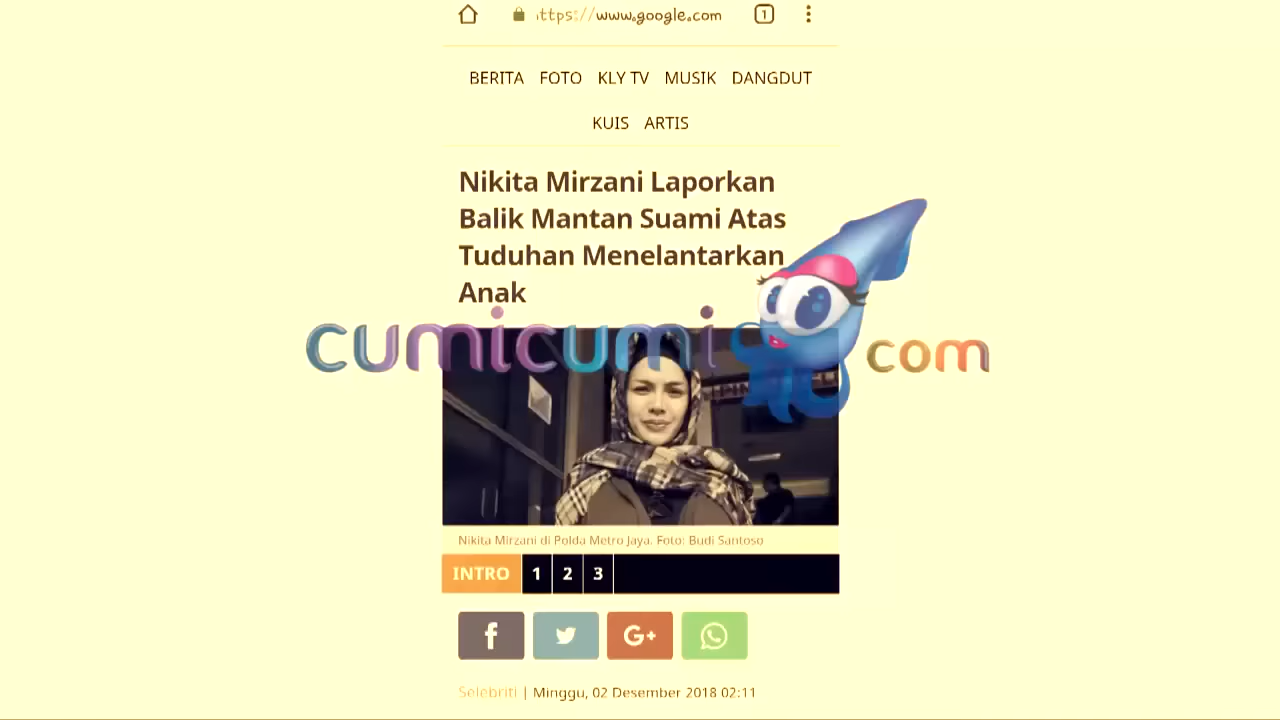 https://www.google.com
1
BERITA FOTO KLY TV MUSIK DANGDUT
KUIS ARTIS
Nikita Mirzani Laporkan
Balik Mantan Suami Atas
Tuduhan Menelantarkan
Anak
cumicumi.com
Nikita Mirzani di Polda Metro Jaya. Foto: Budi Santoso
INTRO 1 2 3
f G+
Selebriti | Minggu, 02 Desember 2018 02:11